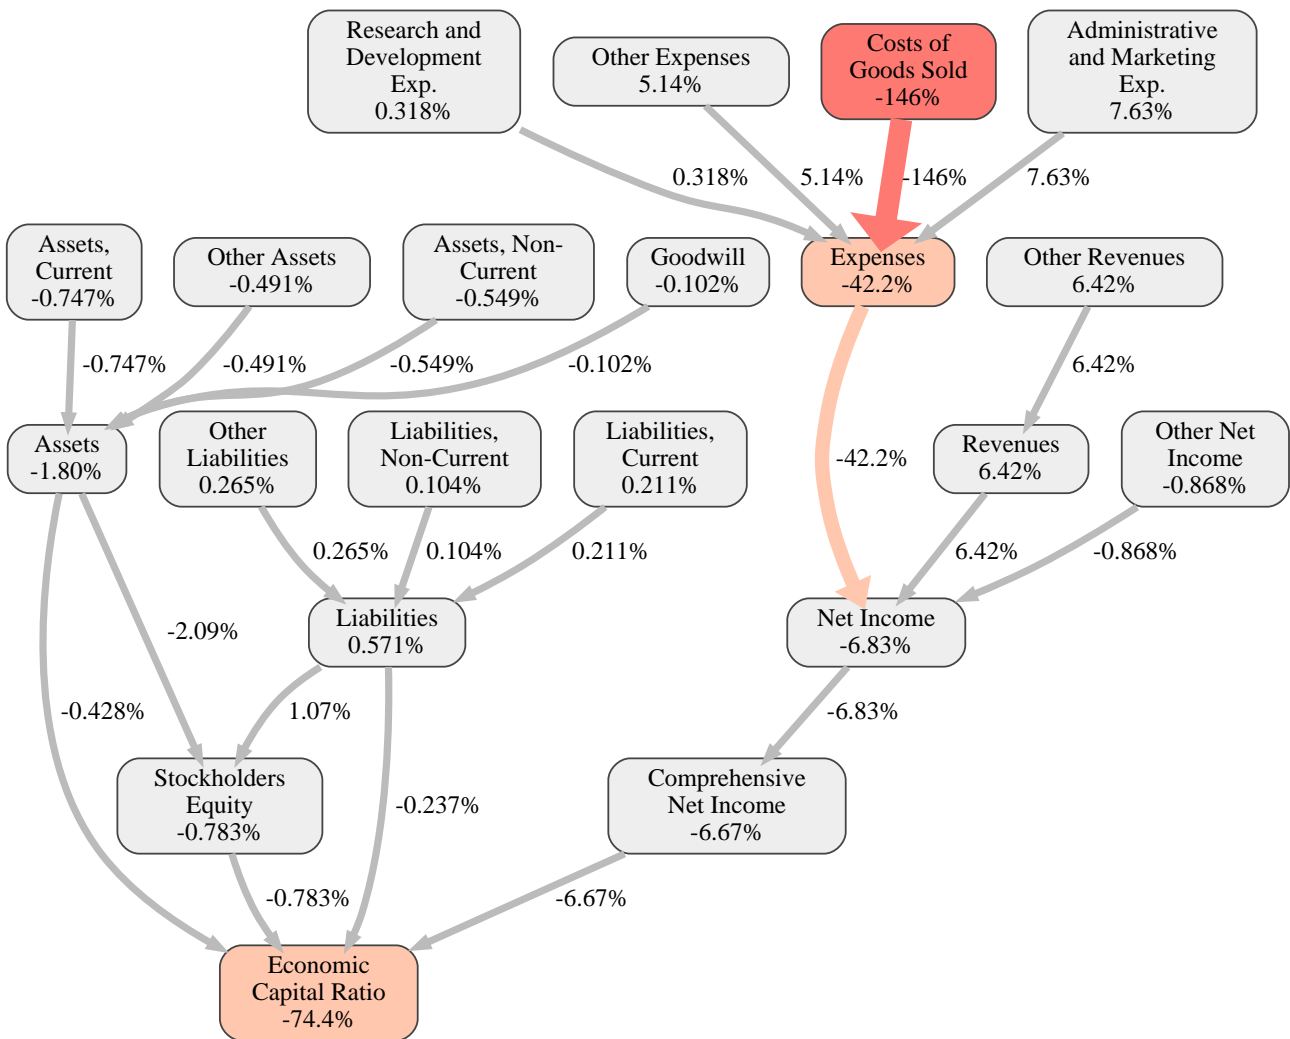 Research and
Development
Exp.
0.318%
Other Expenses
5.14%
Costs of
Goods Sold
-146%
Administrative
and Marketing
Exp.
7.63%
0.318%
5.14%
-146%
7.63%
Assets,
Current
-0.747%
Other Assets
-0.491%
Assets, Non-
Current
-0.549%
Goodwill
-0.102%
Expenses
-42.2%
Other Revenues
6.42%
-0.747%
-0.491%
-0.549%
-0.102%
6.42%
Assets
-1.80%
Other
Liabilities
0.265%
Liabilities,
Non-Current
0.104%
Liabilities,
Current
0.211%
-42.2%
Revenues
6.42%
Other Net
Income
-0.868%
0.265%
0.104%
0.211%
6.42%
-0.868%
-2.09%
Liabilities
0.571%
Net Income
-6.83%
-0.428%
1.07%
-6.83%
Stockholders
Equity
-0.783%
-0.237%
Comprehensive
Net Income
-6.67%
-0.783%
-6.67%
Economic
Capital Ratio
-74.4%